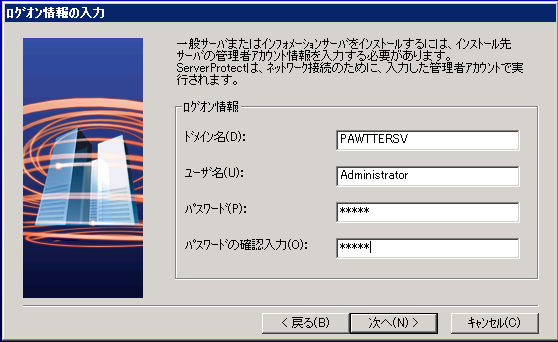 ログオン情報の入力
一般サーバまたはインフォメーションサーバをインストールするには、インストール先
サーバの管理者アカウント情報を入力する必要があります。
ServerProtectは、ネットワーク接続のために、入力した管理者アカウントで実
行されます。
ログオン情報
ドメイン名(D):
PAWTTERSV
ユーザ名(U):
Administrator
パスワード(P):
*****
パスワードの確認入力(O):
*****
< 戻る(B)
次へ(N) >
キャンセル(C)